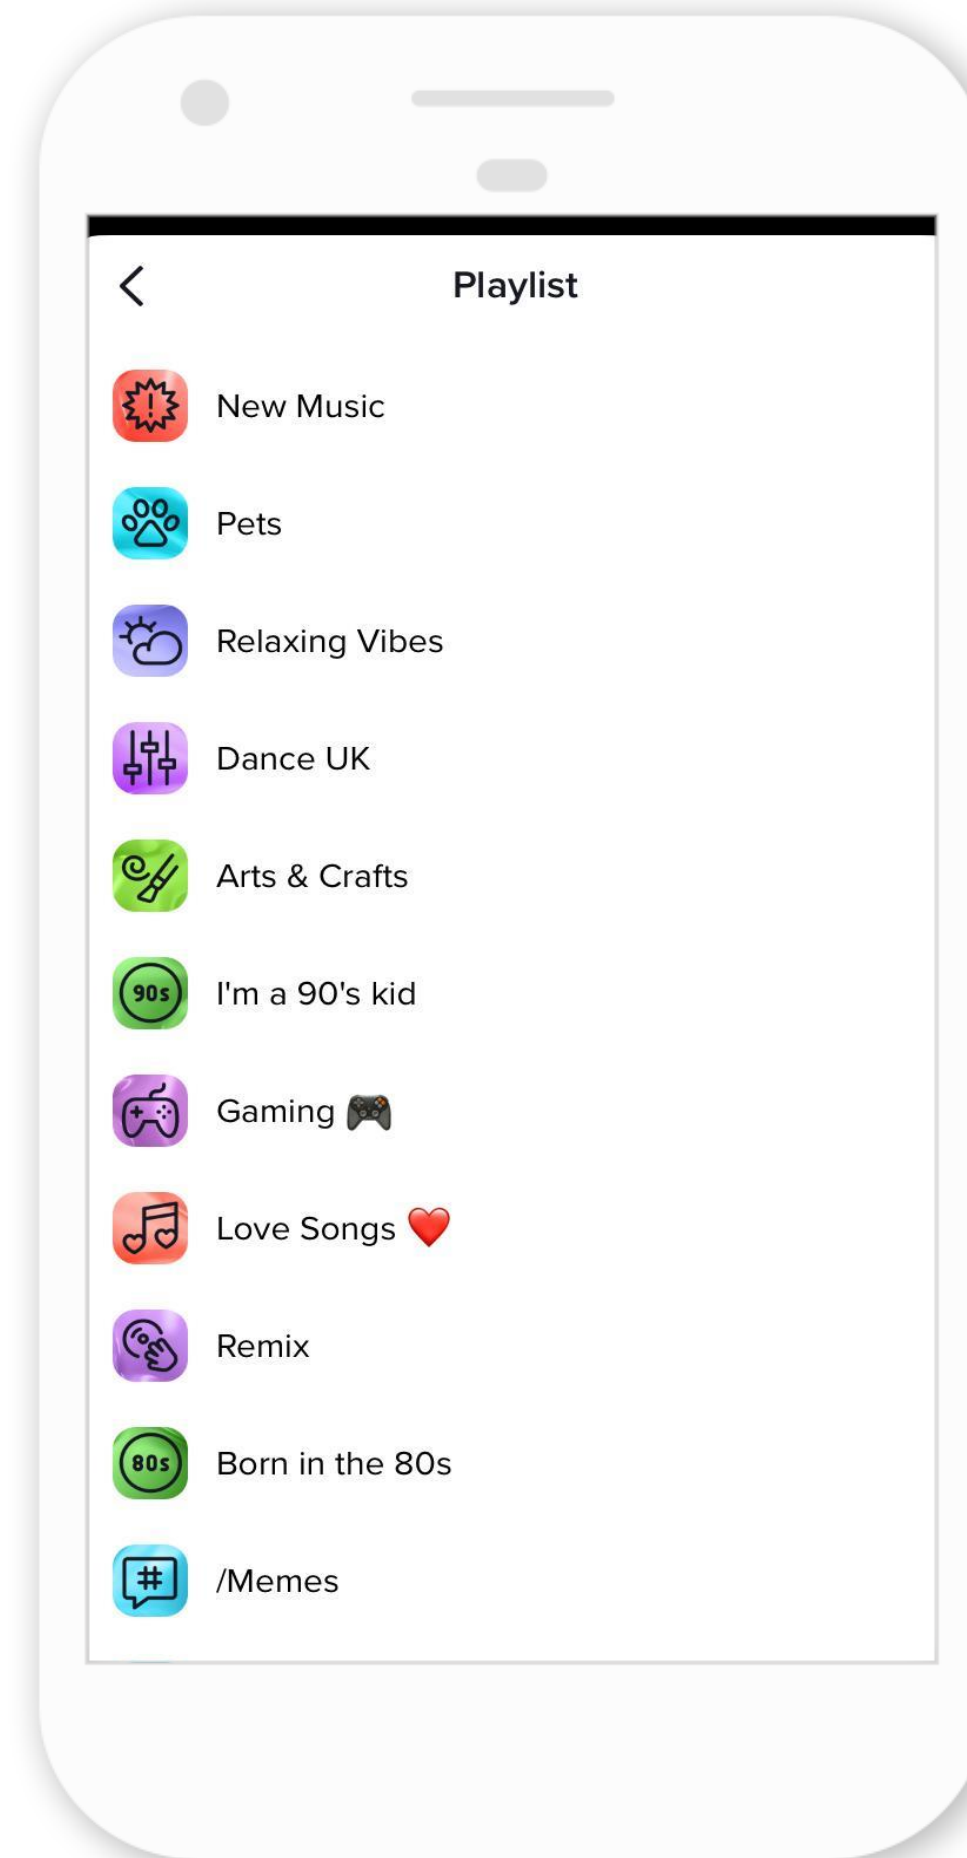 Playlist
New Music
Pets
Relaxing Vibes
Dance UK
Arts & Crafts
90s
I'm a 90's kid
Gaming 🎮
Love Songs ❤️
Remix
80s
Born in the 80s
#
/Memes